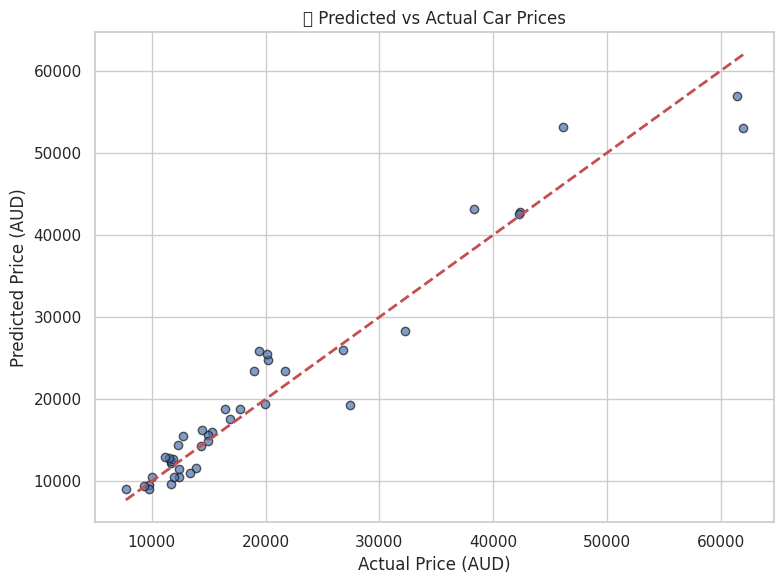 Predicted vs Actual Car Prices
60000
50000
40000
30000
20000
10000
Predicted Price (AUD)
10000 20000 30000 40000 50000 60000
Actual Price (AUD)